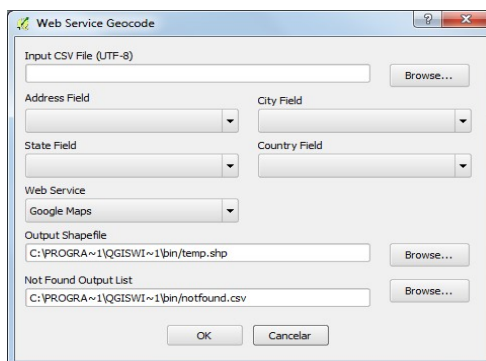 Web Service Geocode
Input CSV File (UTF-8)
Browse...
Address Field
City Field
State Field
Country Field
Web Service
Google Maps
Output Shapefile
C:\PROGRA~1\QGISWI~1\bin/temp.shp
Browse...
Not Found Output List
C:\PROGRA~1\QGISWI~1\bin/notfound.csv
Browse...
OK
Cancelar